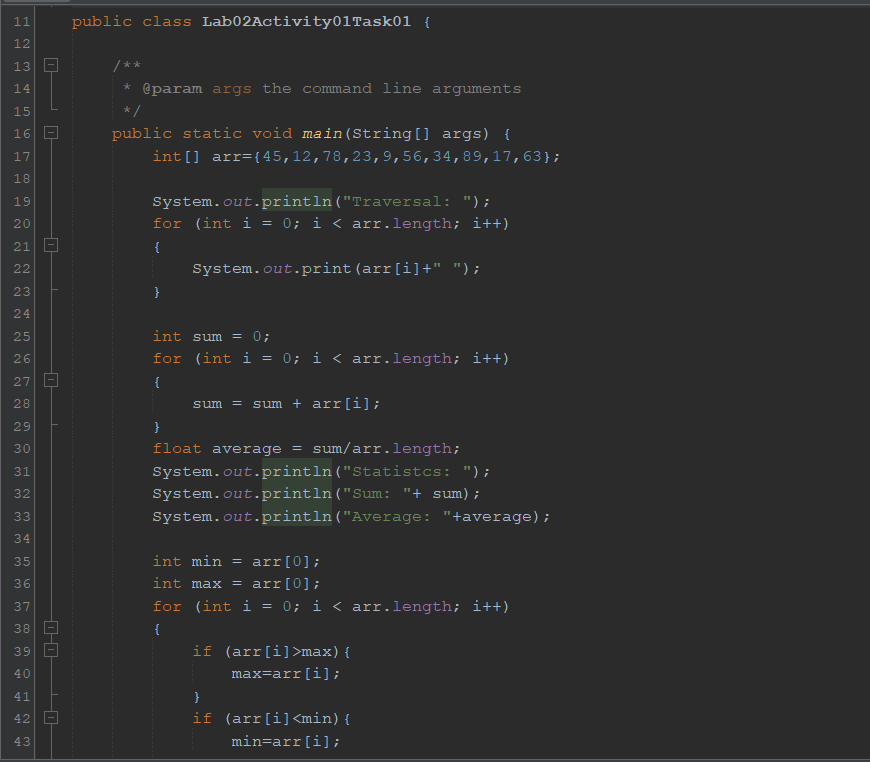 11 public class Lab02Activity01Task01 {
12
13 /**
14 * @param args the command line arguments
15 */
16 public static void main(String[] args) {
17 int[] arr={45,12,78,23,9,56,34,89,17,63};
18
19 System.out.println("Traversal: ");
20 for (int i = 0; i < arr.length; i++)
21 {
22 System.out.print(arr[i]+" ");
23 }
24
25 int sum = 0;
26 for (int i = 0; i < arr.length; i++)
27 {
28 sum = sum + arr[i];
29 }
30 float average = sum/arr.length;
31 System.out.println("Statistcs: ");
32 System.out.println("Sum: "+ sum);
33 System.out.println("Average: "+average);
34
35 int min = arr[0];
36 int max = arr[0];
37 for (int i = 0; i < arr.length; i++)
38 {
39 if (arr[i]>max){
40 max=arr[i];
41 }
42 if (arr[i]<min){
43 min=arr[i];